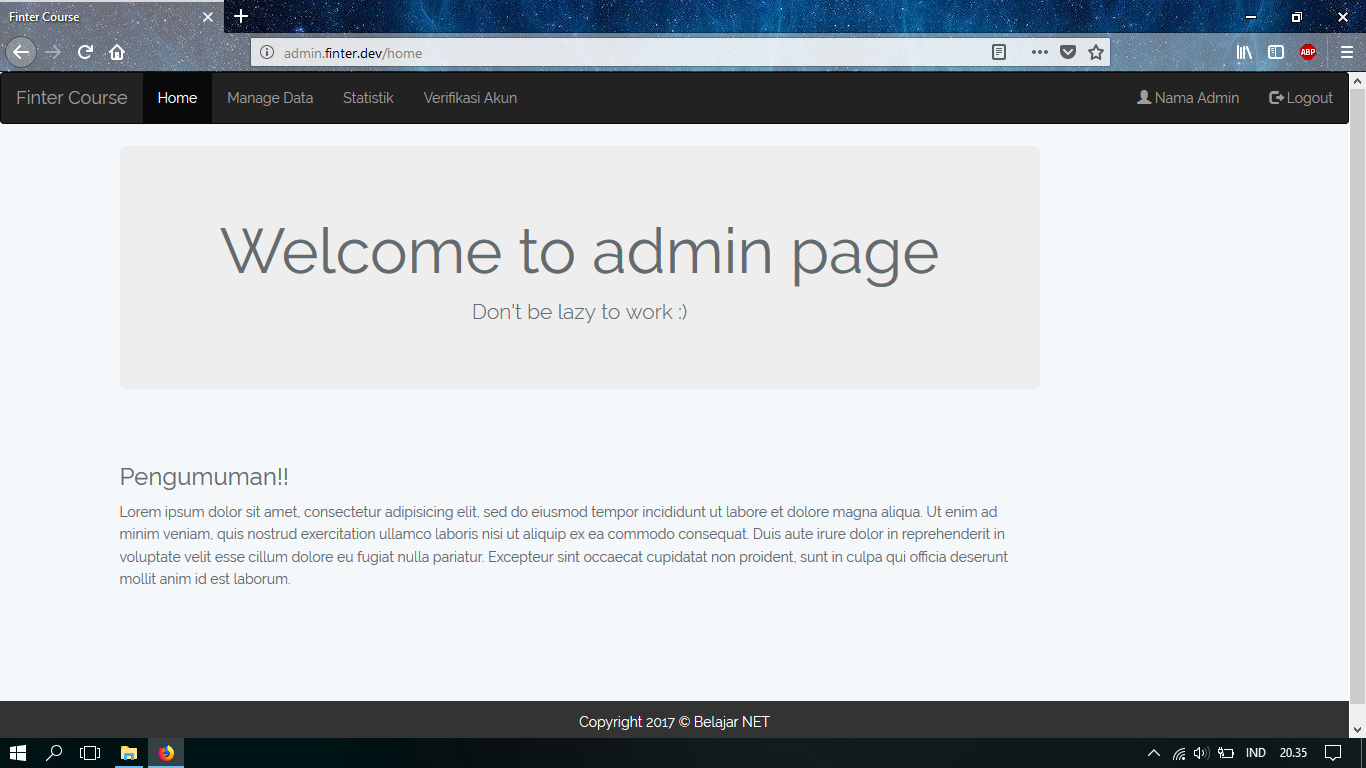 Finter Course
admin.finter.dev/home
ABP
Finter Course Home Manage Data Statistik Verifikasi Akun Nama Admin Logout
Welcome to admin page
Don't be lazy to work :)
Pengumuman!!
Lorem ipsum dolor sit amet, consectetur adipisicing elit, sed do eiusmod tempor incididunt ut labore et dolore magna aliqua. Ut enim ad
minim veniam, quis nostrud exercitation ullamco laboris nisi ut aliquip ex ea commodo consequat. Duis aute irure dolor in reprehenderit in
voluptate velit esse cillum dolore eu fugiat nulla pariatur. Excepteur sint occaecat cupidatat non proident, sunt in culpa qui officia deserunt
mollit anim id est laborum.
Copyright 2017 © Belajar NET
IND 20.35